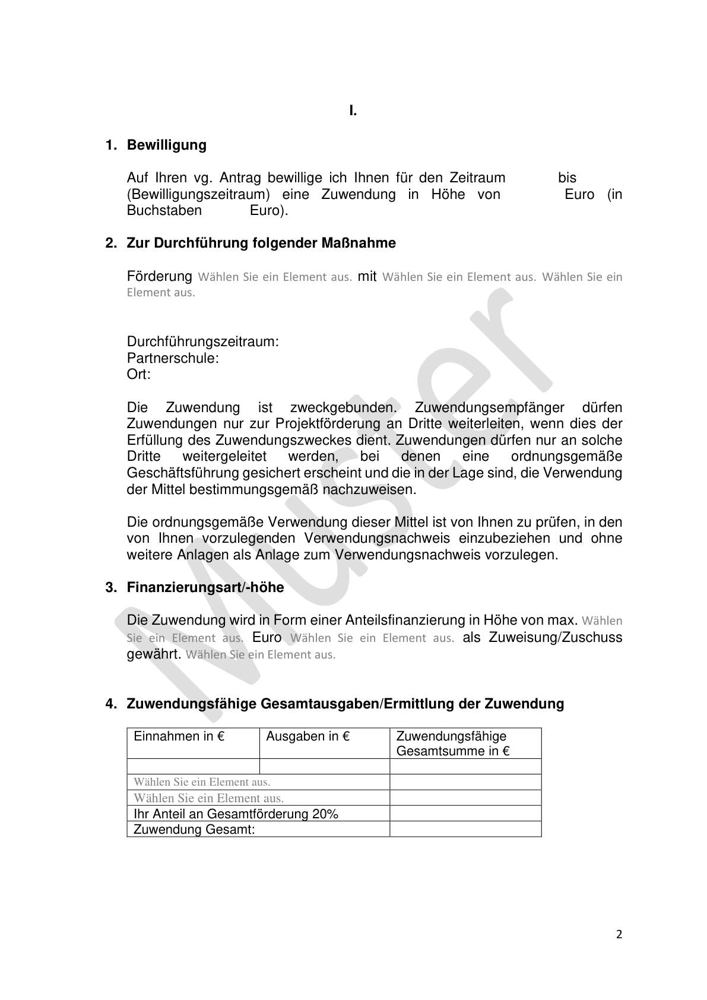 I.
1. Bewilligung
Auf Ihren vg. Antrag bewillige ich Ihnen für den Zeitraum bis
(Bewilligungszeitraum) eine Zuwendung in Höhe von Euro (in
Buchstaben Euro).
2. Zur Durchführung folgender Maßnahme
Förderung Wählen Sie ein Element aus. mit Wählen Sie ein Element aus. Wählen Sie ein
Element aus.
Durchführungszeitraum:
Partnerschule:
Ort:
Die Zuwendung ist zweckgebunden. Zuwendungsempfänger dürfen
Zuwendungen nur zur Projektförderung an Dritte weiterleiten, wenn dies der
Erfüllung des Zuwendungszweckes dient. Zuwendungen dürfen nur an solche
Dritte weitergeleitet werden, bei denen eine ordnungsgemäße
Geschäftsführung gesichert erscheint und die in der Lage sind, die Verwendung
der Mittel bestimmungsgemäß nachzuweisen.
Die ordnungsgemäße Verwendung dieser Mittel ist von Ihnen zu prüfen, in den
von Ihnen vorzulegenden Verwendungsnachweis einzubeziehen und ohne
weitere Anlagen als Anlage zum Verwendungsnachweis vorzulegen.
3. Finanzierungsart/-höhe
Die Zuwendung wird in Form einer Anteilsfinanzierung in Höhe von max. Wählen
Sie ein Element aus. Euro Wählen Sie ein Element aus. als Zuweisung/Zuschuss
gewährt. Wählen Sie ein Element aus.
4. Zuwendungsfähige Gesamtausgaben/Ermittlung der Zuwendung
Einnahmen in € Ausgaben in € Zuwendungsfähige
Gesamtsumme in €
Wählen Sie ein Element aus.
Wählen Sie ein Element aus.
Ihr Anteil an Gesamtförderung 20%
Zuwendung Gesamt:
2
Muster